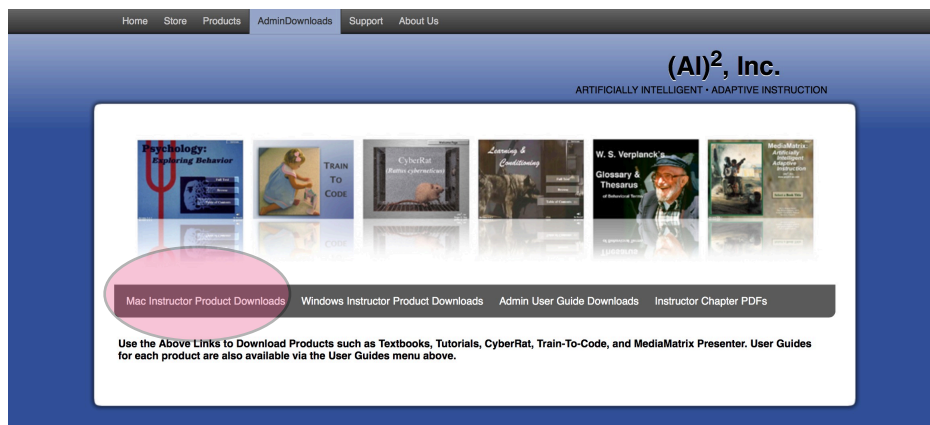 Home Store Products AdminDownloads Support About Us
(AI)², Inc.
ARTIFICIALLY INTELLIGENT • ADAPTIVE INSTRUCTION
Psychology:
Exploring Behavior
TRAIN
TO
CODE
CyberRat
(Rattus cyberneticus)
Learning &
Conditioning
W. S. Verplanck's
Glossary &
Thesarus
of Behavioral Terms
MediaMatrix
Artificially
Intelligent
Adaptive
Instruction
Mac Instructor Product Downloads Windows Instructor Product Downloads Admin User Guide Downloads Instructor Chapter PDFs
Use the Above Links to Download Products such as Textbooks, Tutorials, CyberRat, Train-To-Code, and MediaMatrix Presenter. User Guides
for each product are also available via the User Guides menu above.